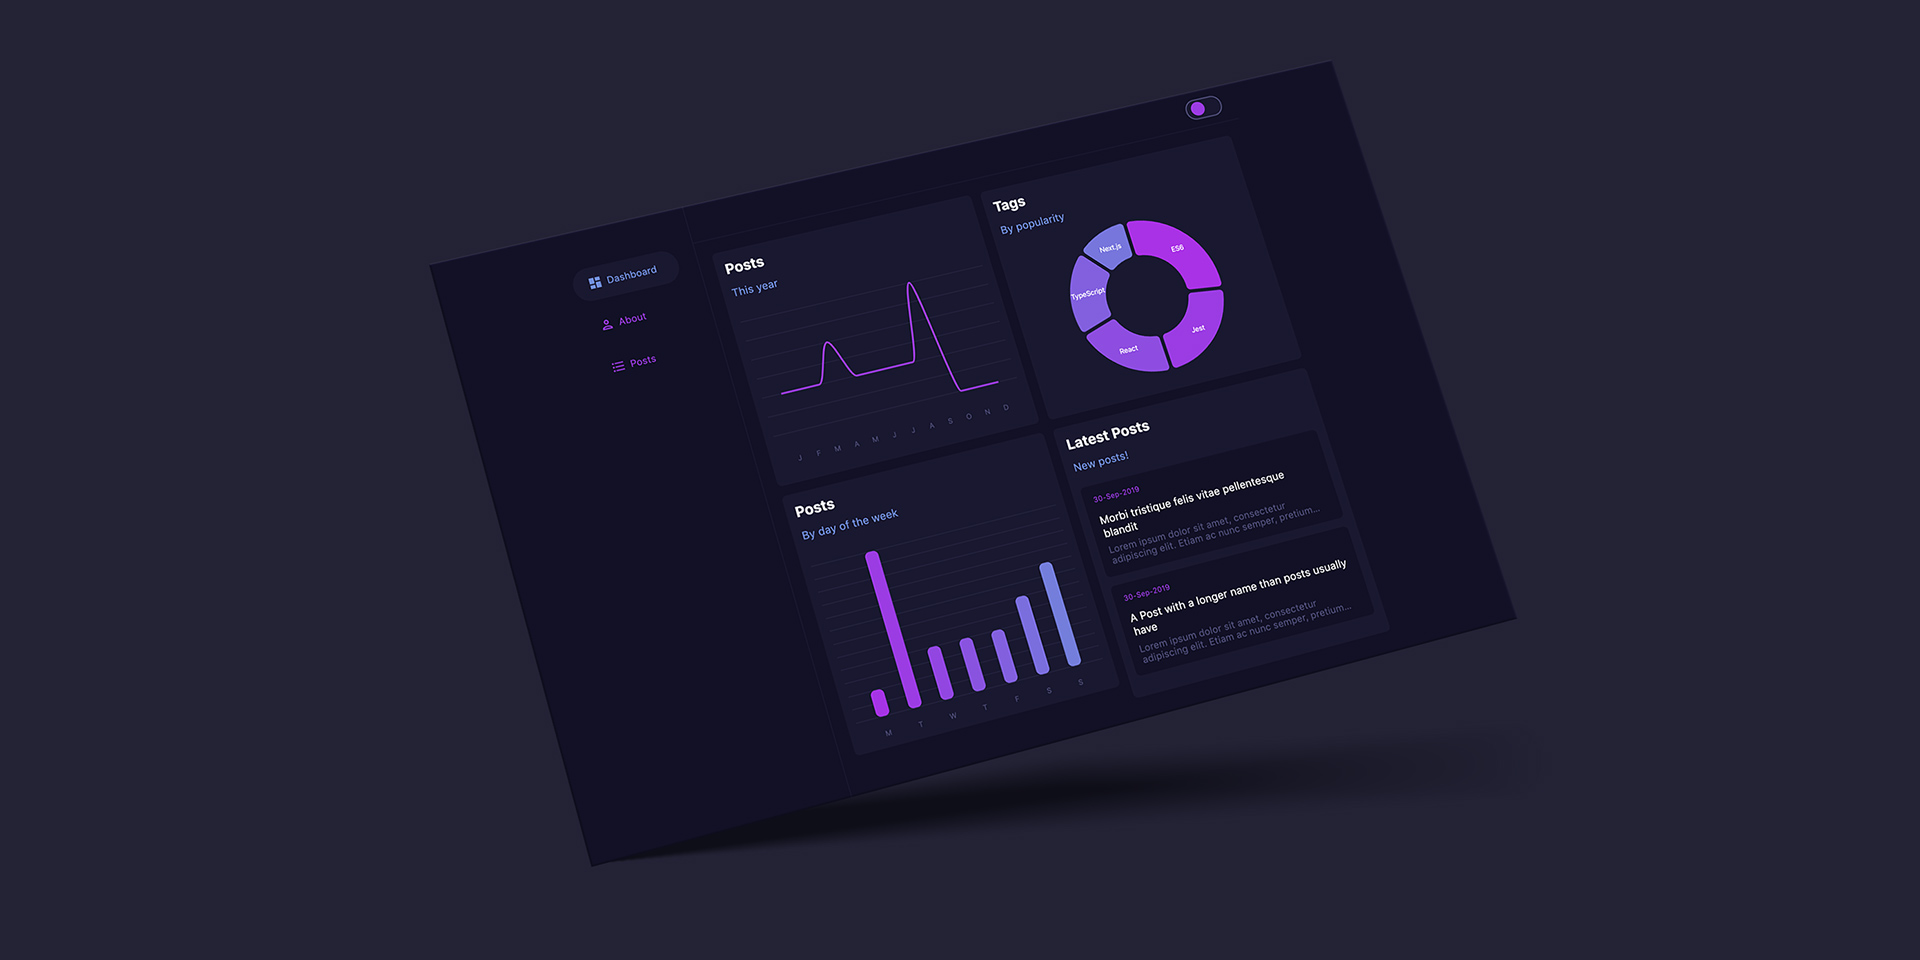 Dashboard
About
Posts
Posts
This year
J F M A M J J A S O N D
Tags
By popularity
Next.js
ES6
TypeScript
Jest
React
Posts
By day of the week
M T W T F S S
Latest Posts
New posts!
30-Sep-2019
Morbi tristique felis vitae pellentesque
blandit
Lorem ipsum dolor sit amet, consectetur
adipiscing elit. Etiam ac nunc semper, pretium...
30-Sep-2019
A Post with a longer name than posts usually
have
Lorem ipsum dolor sit amet, consectetur
adipiscing elit. Etiam ac nunc semper, pretium...